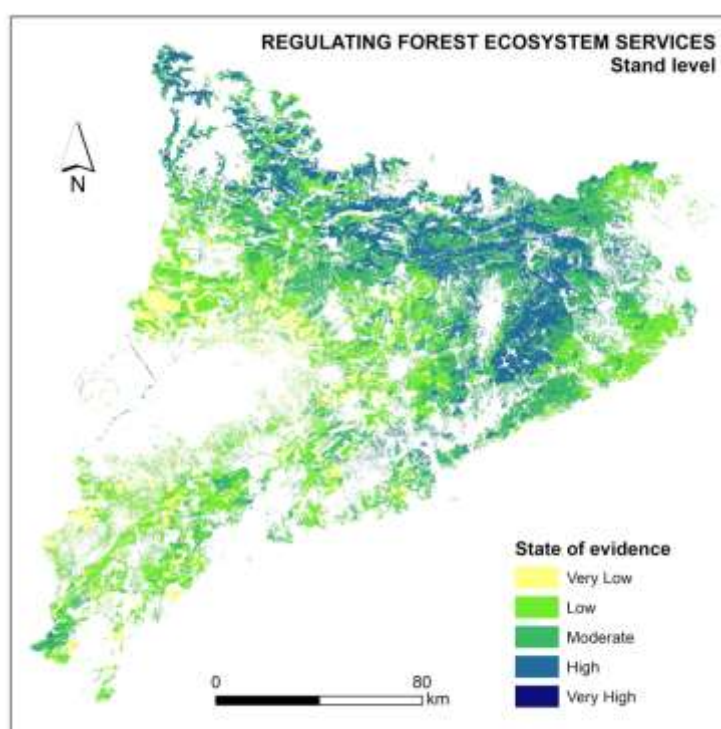 REGULATING FOREST ECOSYSTEM SERVICES
Stand level
N
State of evidence
Very Low
Low
Moderate
High
Very High
0 80
km